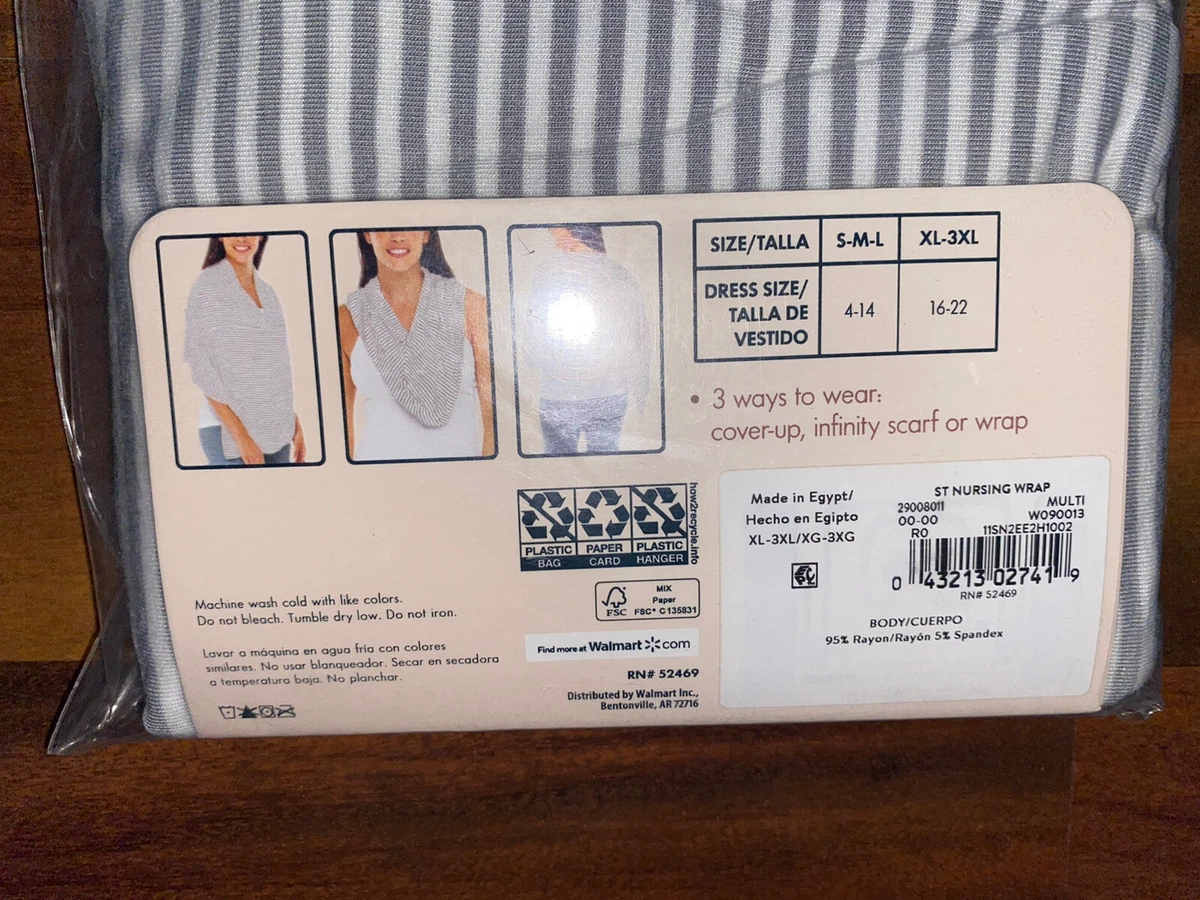 SIZE/TALLA S-M-L XL-3XL
DRESS SIZE/ TALLA DE VESTIDO 4-14 16-22
• 3 ways to wear:
cover-up, infinity scarf or wrap
PLASTIC PAPER PLASTIC
BAG CARD HANGER
how2recycle.info
FSC
MIX
Paper
FSC® C135831
Find more at Walmart com
RN# 52469
Distributed by Walmart Inc.,
Bentonville, AR 72716
Machine wash cold with like colors.
Do not bleach. Tumble dry low. Do not iron.
Lavar a máquina en agua fría con colores
similares. No usar blanqueador. Secar en secadora
a temperatura baja. No planchar.
Made in Egypt/
Hecho en Egipto
XL-3XL/XG-3XG
ST NURSING WRAP
29008011 MULTI
00-00 W090013
R0 11SN2EE2H1002
0 43213 02741 9
RN# 52469
BODY/CUERPO
95% Rayon/Rayón 5% Spandex